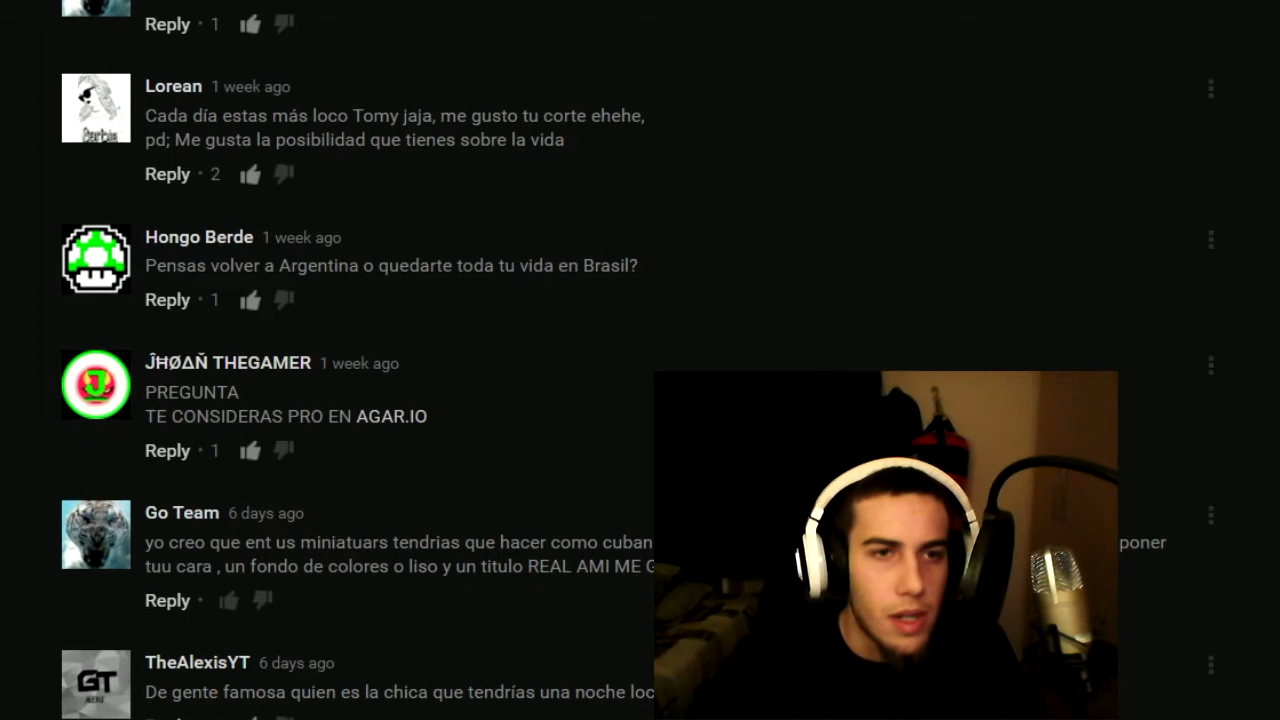 Reply · 1
Lorean 1 week ago
Cada día estas más loco Tomy jaja, me gusto tu corte ehehe,
pd; Me gusta la posibilidad que tienes sobre la vida
Reply · 2
Hongo Berde 1 week ago
Pensas volver a Argentina o quedarte toda tu vida en Brasil?
Reply · 1
ĴĦØΔŇ THEGAMER 1 week ago
PREGUNTA
TE CONSIDERAS PRO EN AGAR.IO
Reply · 1
Go Team 6 days ago
yo creo que ent us miniatuars tendrias que hacer como cuban poner
tuu cara , un fondo de colores o liso y un titulo REAL AMI ME G
Reply ·
GT
TheAlexisYT 6 days ago
De gente famosa quien es la chica que tendrías una noche loc